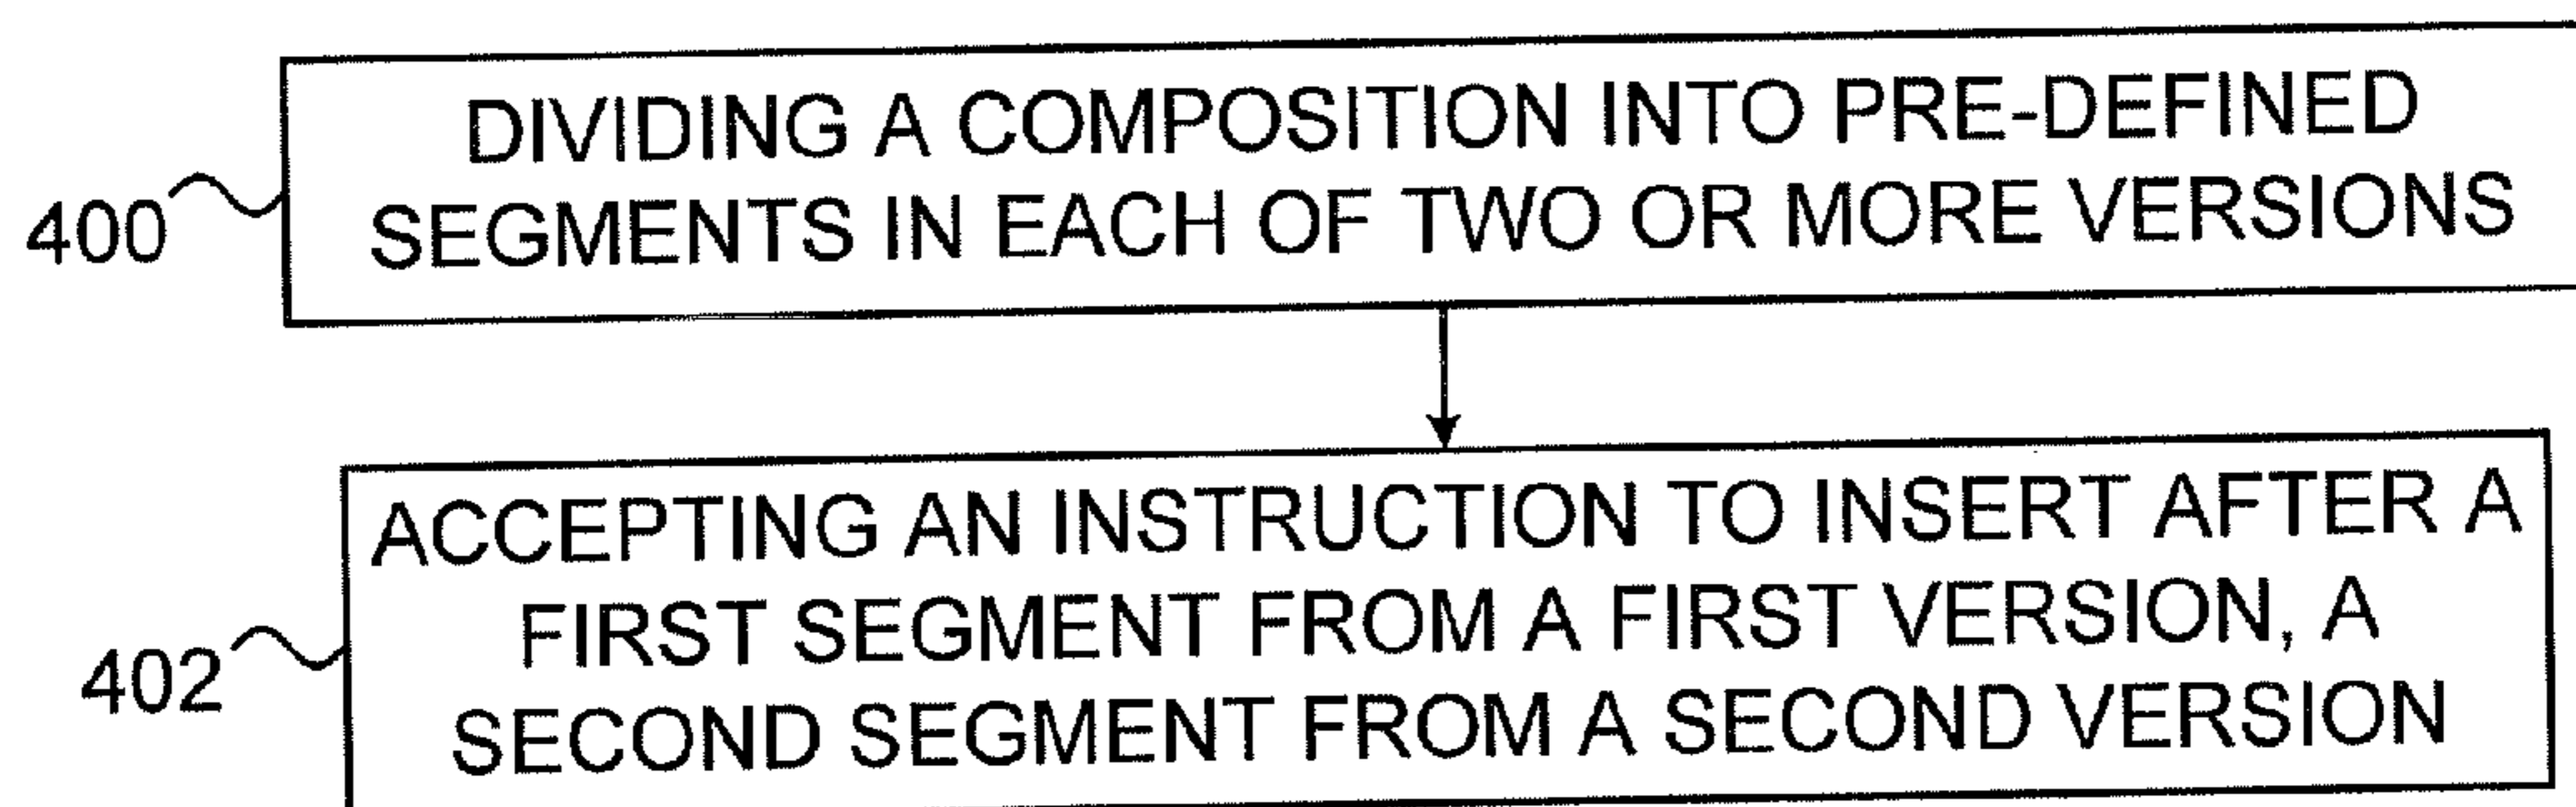 DIVIDING A COMPOSITION INTO PRE-DEFINED
SEGMENTS IN EACH OF TWO OR MORE VERSIONS
400
ACCEPTING AN INSTRUCTION TO INSERT AFTER A
FIRST SEGMENT FROM A FIRST VERSION, A
SECOND SEGMENT FROM A SECOND VERSION
402